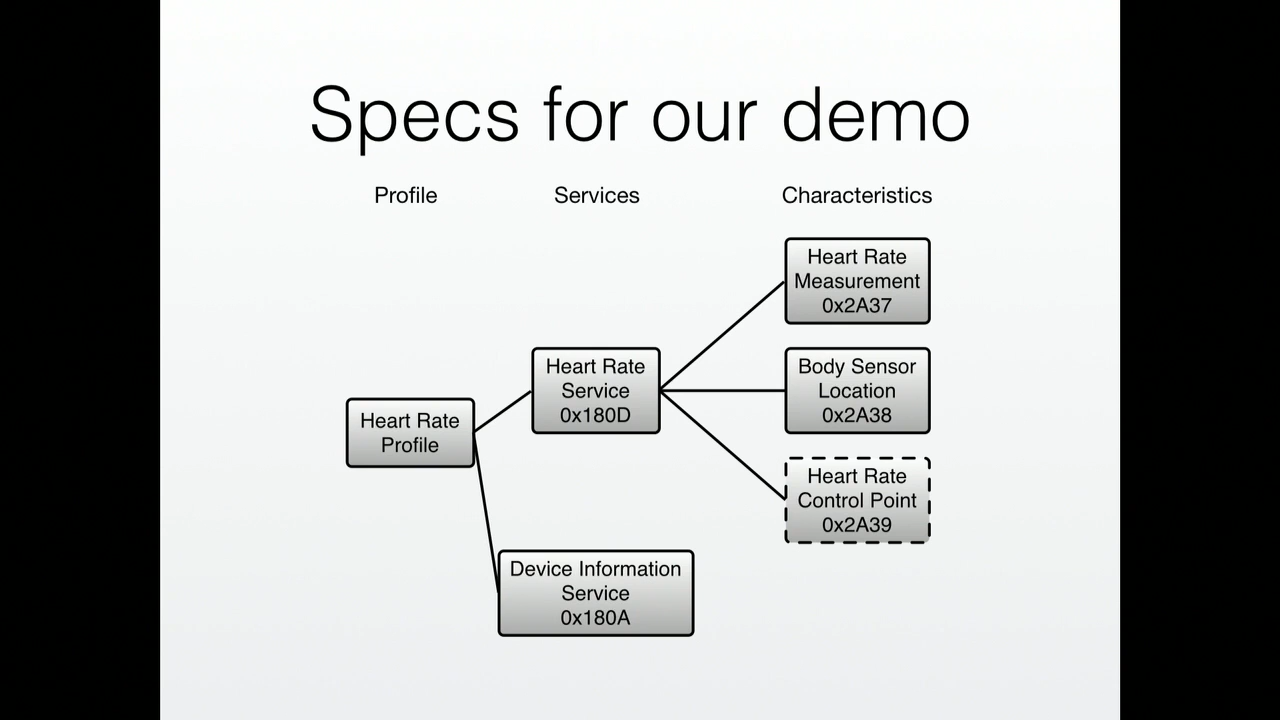 Specs for our demo
Profile
Services
Characteristics
Heart Rate
Measurement
0x2A37
Heart Rate
Service
0x180D
Body Sensor
Location
0x2A38
Heart Rate
Profile
Heart Rate
Control Point
0x2A39
Device Information
Service
0x180A